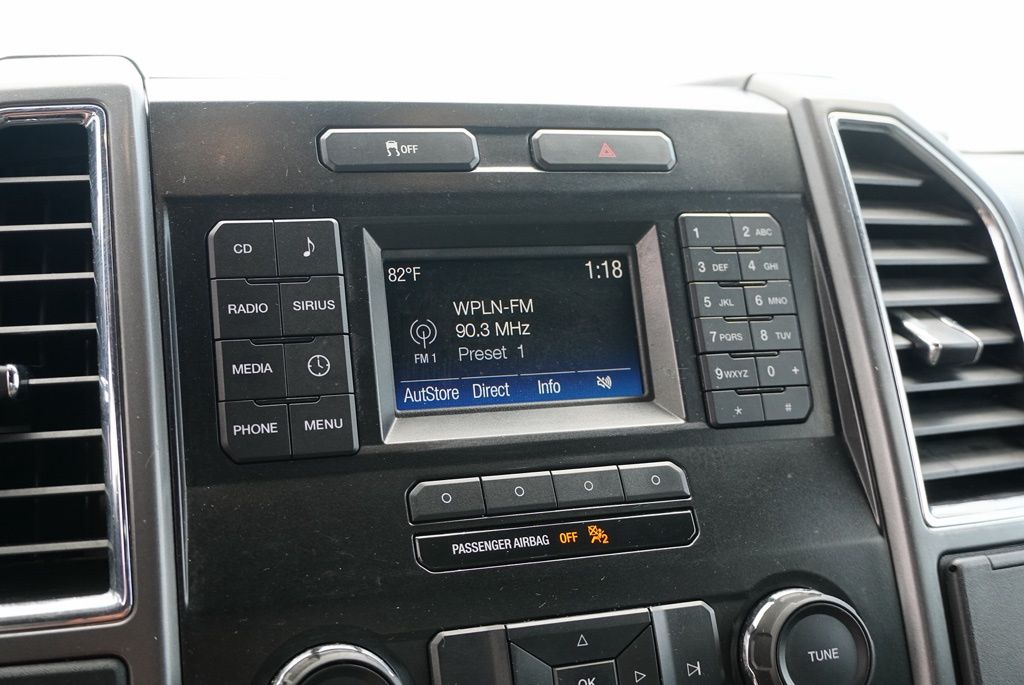 OFF
CD
RADIO SIRIUS
MEDIA
PHONE MENU
82°F 1:18
WPLN-FM
90.3 MHz
FM 1 Preset 1
AutStore Direct Info
1 2 ABC
3 DEF 4 GHI
5 JKL 6 MNO
7 PQRS 8 TUV
9 WXYZ 0 +
* #
PASSENGER AIRBAG OFF 2
OK
TUNE